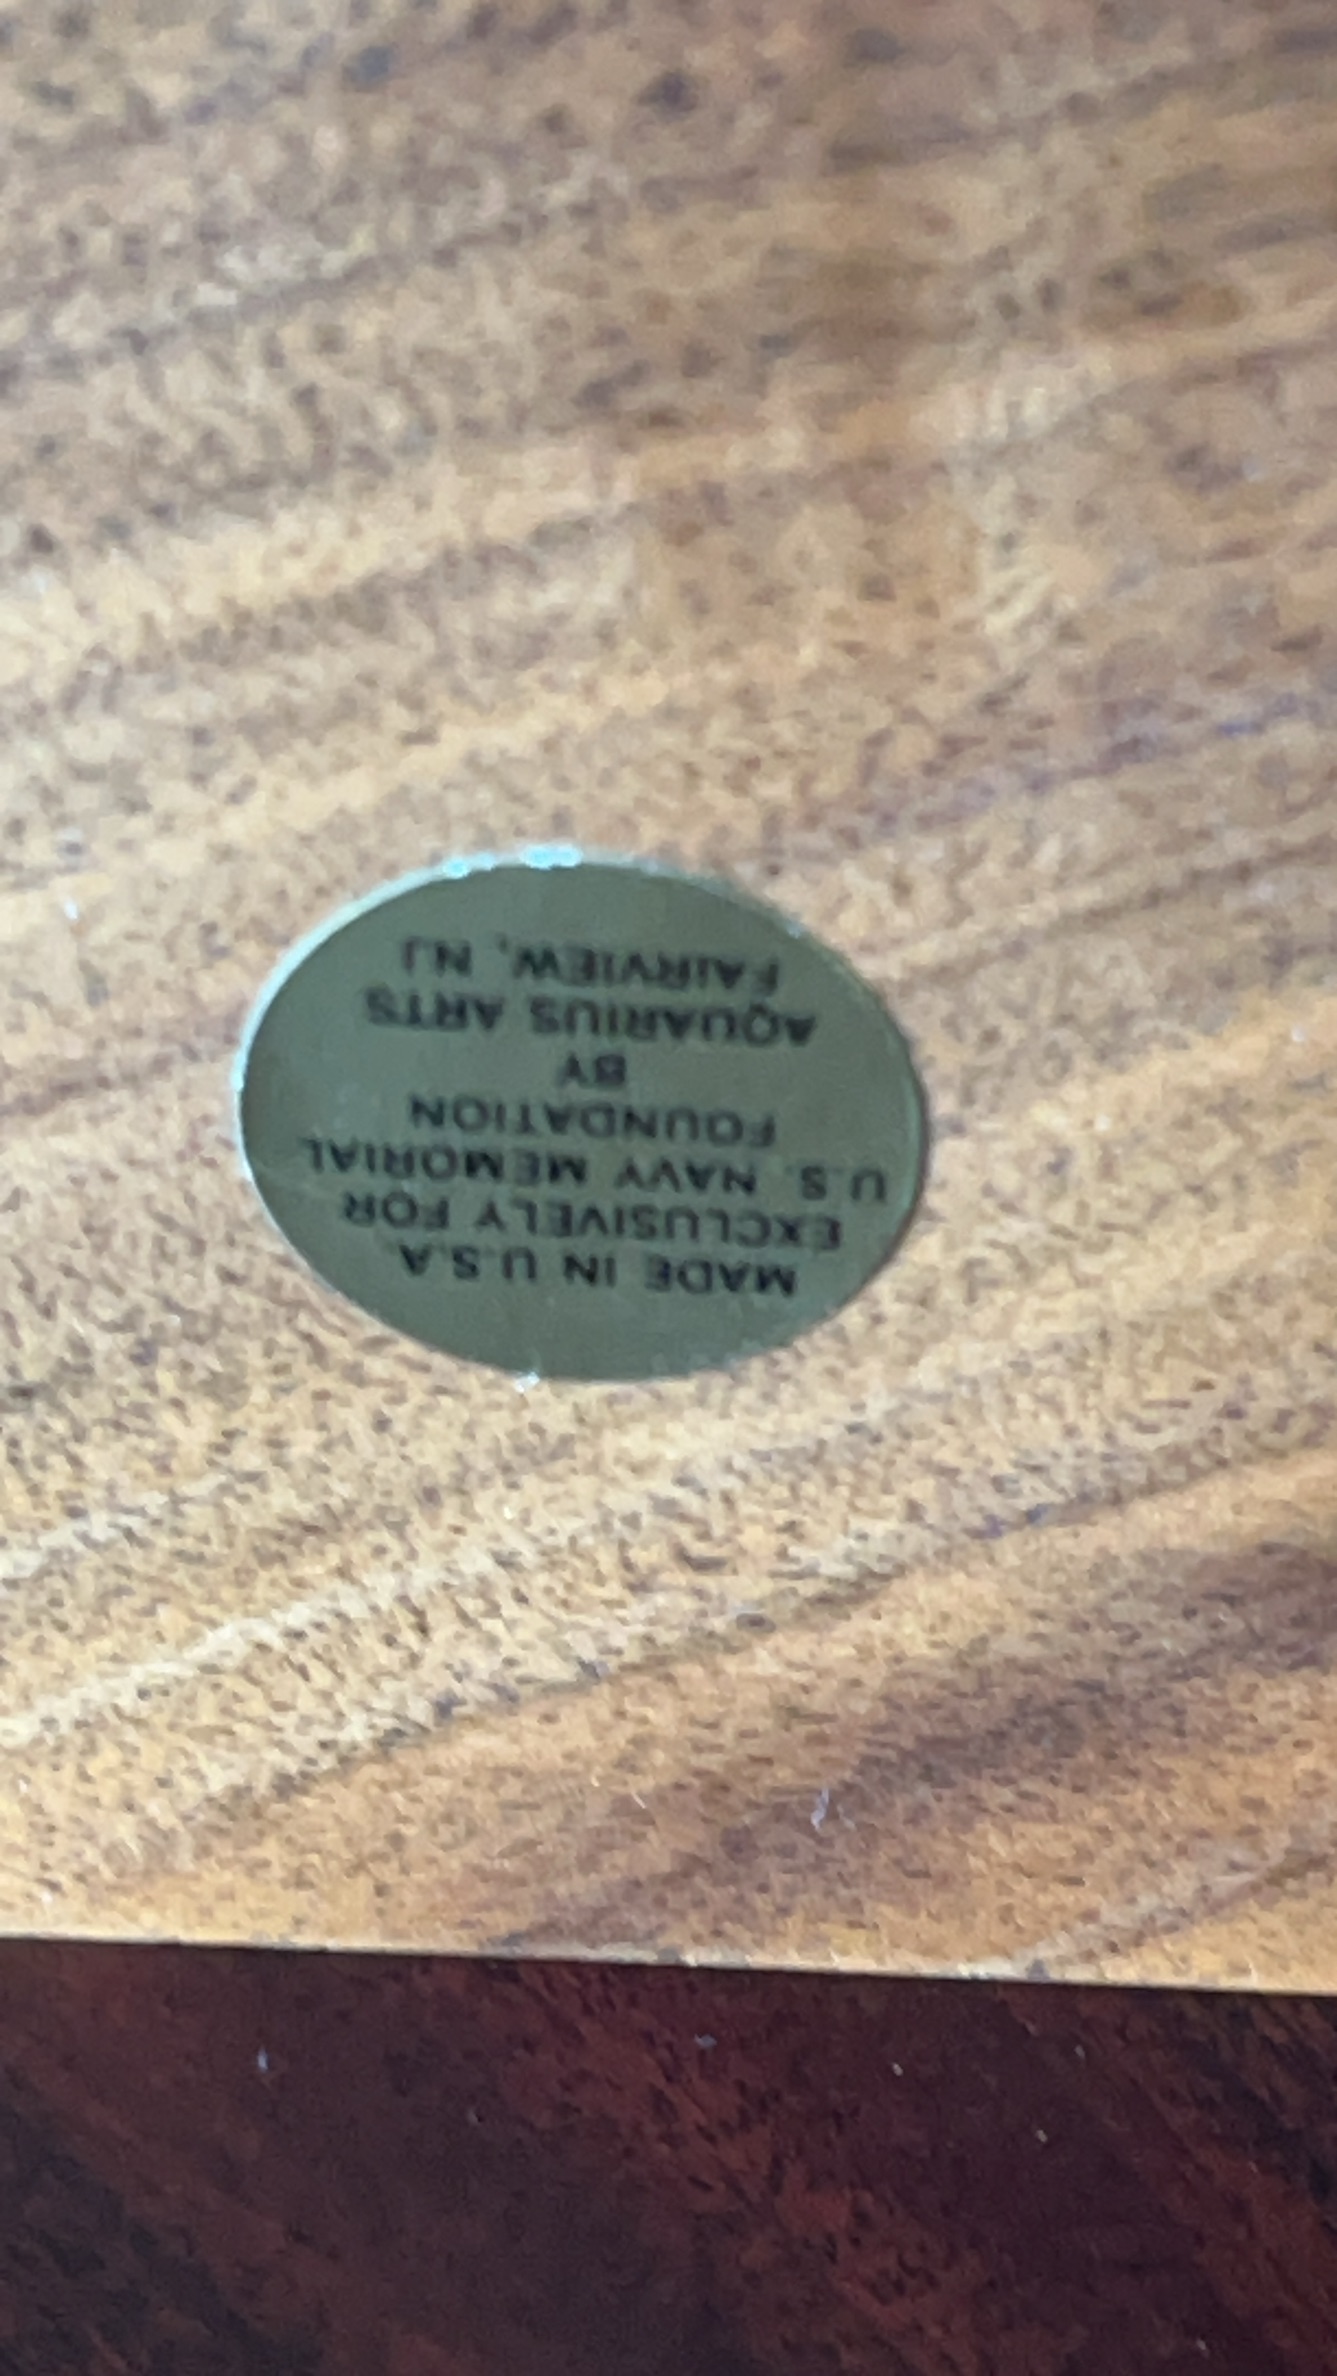 MADE IN U.S.A.
EXCLUSIVELY FOR
U.S. NAVY MEMORIAL
FOUNDATION
BY
AQUARIUS ARTS
FAIRVIEW, NJ